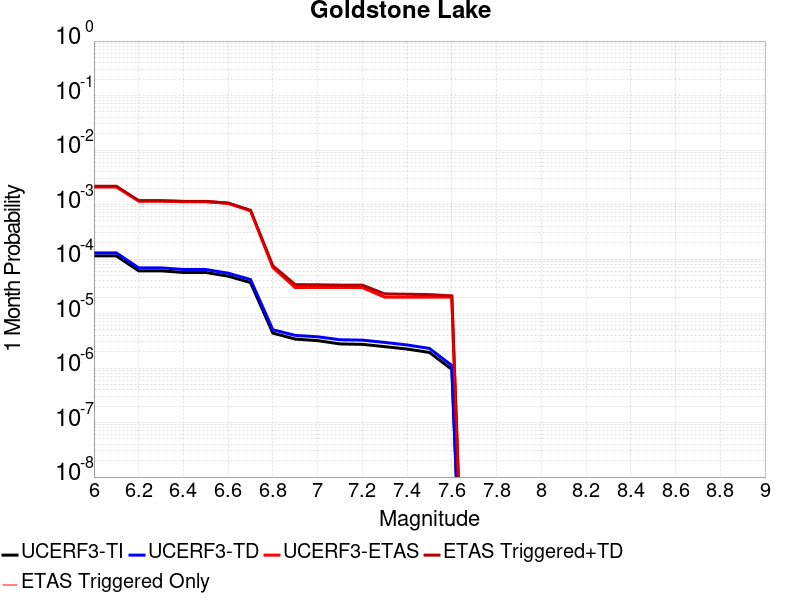 Goldstone Lake
10^0
10^-1
10^-2
10^-3
10^-4
10^-5
10^-6
10^-7
10^-8
1 Month Probability
6 6.2 6.4 6.6 6.8 7 7.2 7.4 7.6 7.8 8 8.2 8.4 8.6 8.8 9
Magnitude
UCERF3-TI UCERF3-TD UCERF3-ETAS ETAS Triggered+TD
ETAS Triggered Only